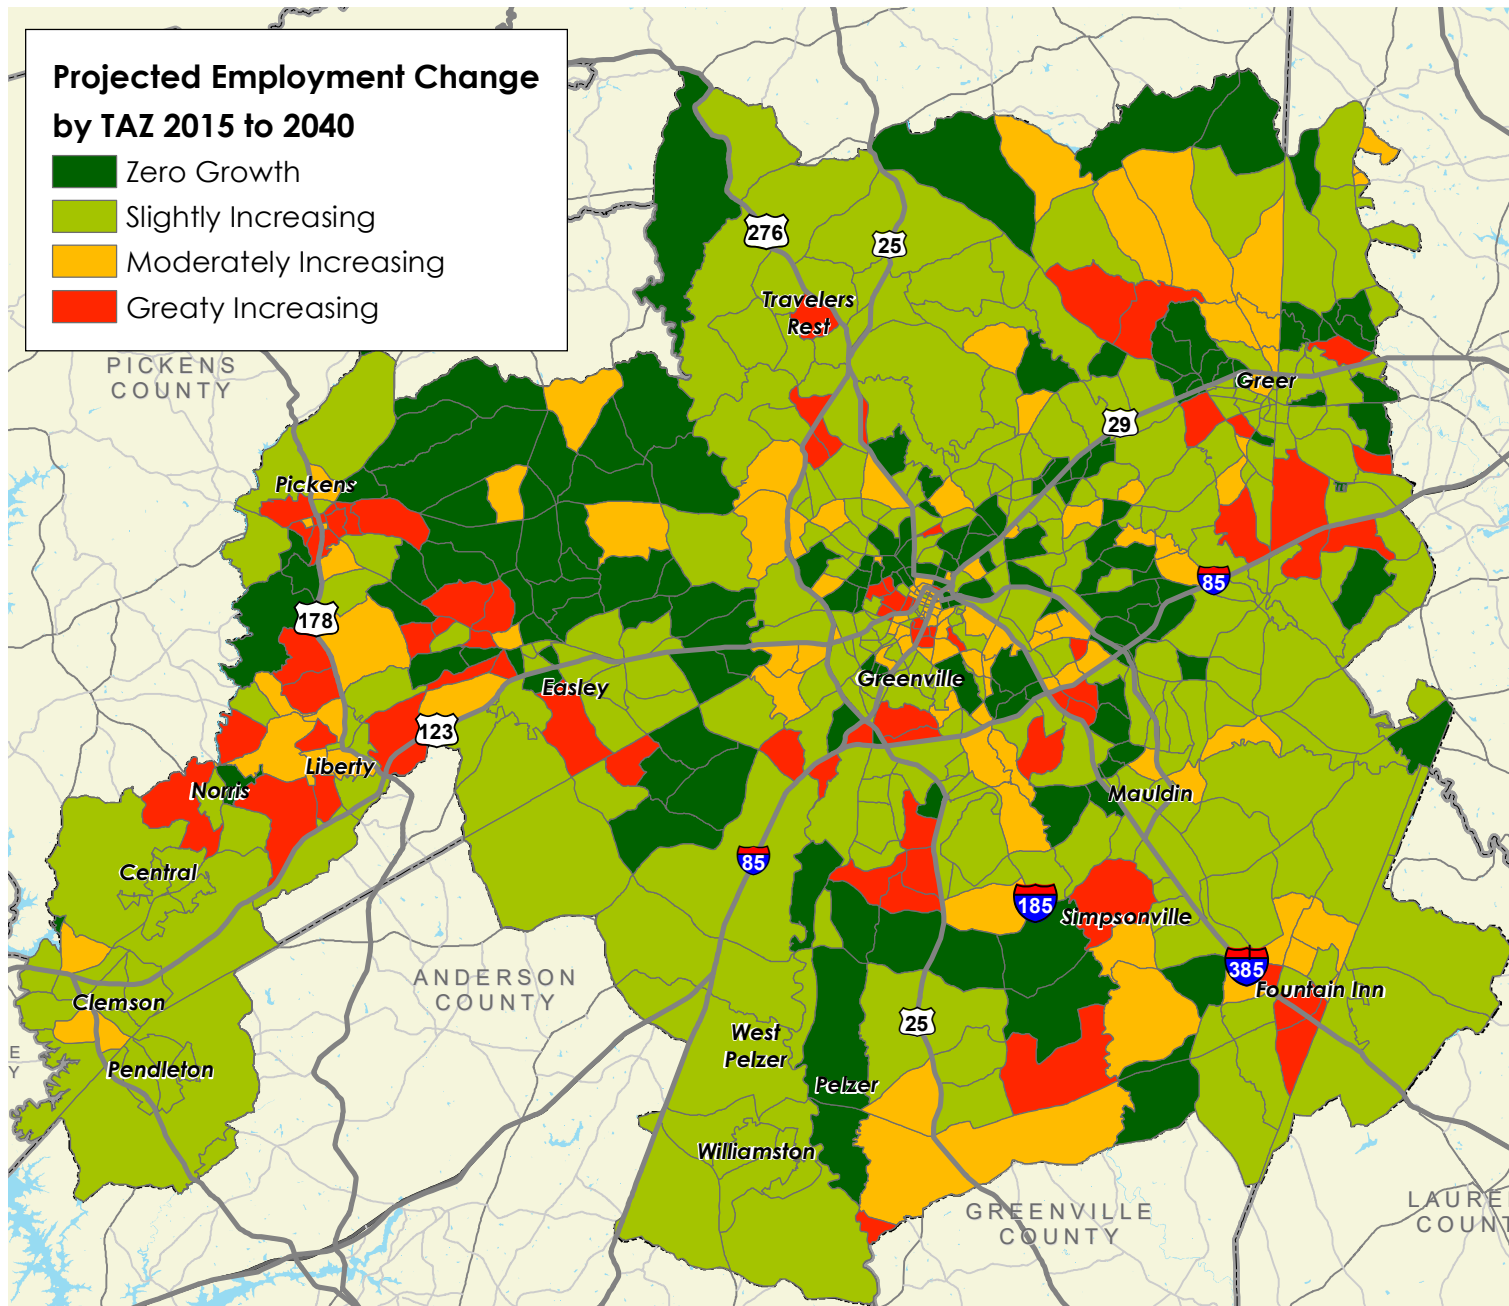 Projected Employment Change
by TAZ 2015 to 2040
Zero Growth
Slightly Increasing
Moderately Increasing
Greaty Increasing
276
25
Travelers
Rest
PICKENS
COUNTY
Greer
29
Pickens
85
178
Greenville
Easley
123
Liberty
Norris
Mauldin
Central
85
185
Simpsonville
385
ANDERSON
COUNTY
Fountain Inn
Clemson
25
West
Pelzer
E
Y
Pendleton
Pelzer
Williamston
GREENVILLE
COUNTY
LAURE
COUNT